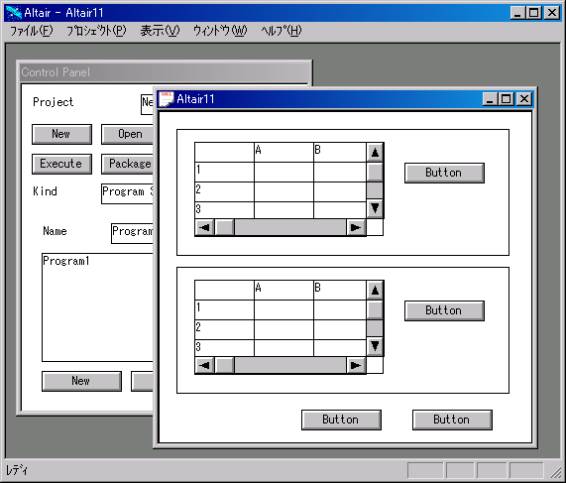 Altair - Altair11
ﾌｧｲﾙ(F) ﾌﾟﾛｼﾞｪｸﾄ(P) 表示(V) ｳｨﾝﾄﾞｳ(W) ﾍﾙﾌﾟ(H)
Control Panel
Project
New Open
Execute Package
Kind Program
Name Program
Program1
New
Altair11
A B
1
2
3
Button
A B
1
2
3
Button
Button Button
ﾚﾃﾞｨ